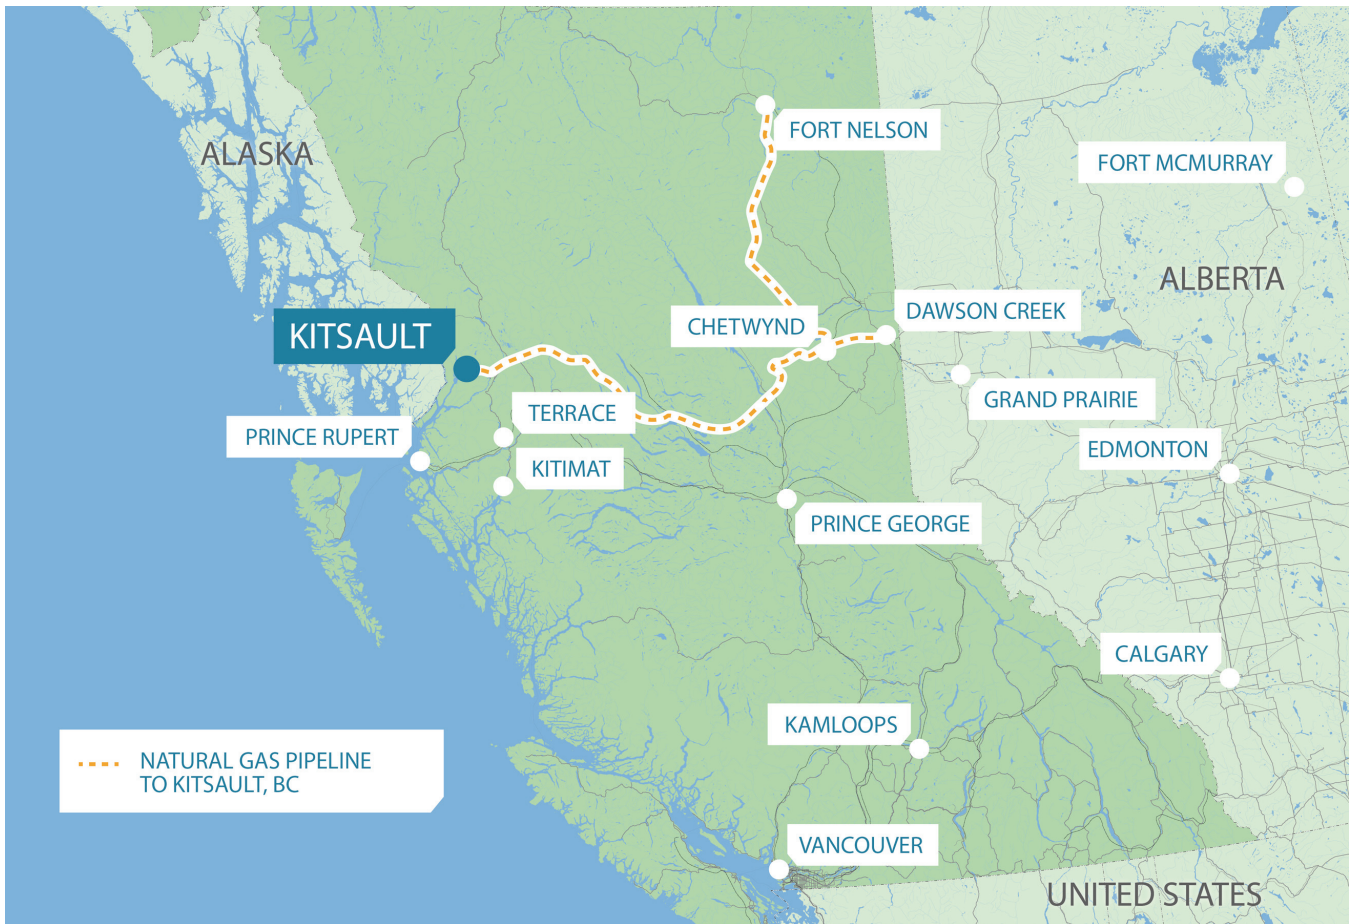 FORT NELSON
ALASKA
FORT MCMURRAY
ALBERTA
DAWSON CREEK
CHETWYND
KITSAULT
GRAND PRAIRIE
TERRACE
PRINCE RUPERT
EDMONTON
KITIMAT
PRINCE GEORGE
CALGARY
KAMLOOPS
NATURAL GAS PIPELINE
TO KITSAULT, BC
VANCOUVER
UNITED STATES